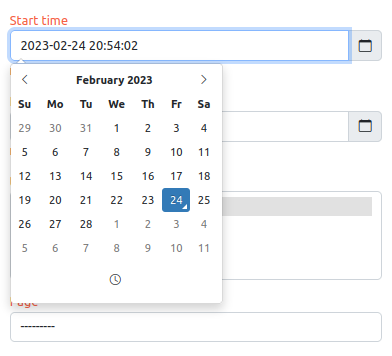 Start time
2023-02-24 20:54:02
February 2023
Su Mo Tu We Th Fr Sa
29 30 31 1 2 3 4
5 6 7 8 9 10 11
12 13 14 15 16 17 18
19 20 21 22 23 24 25
26 27 28 1 2 3 4
5 6 7 8 9 10 11
Page
---------